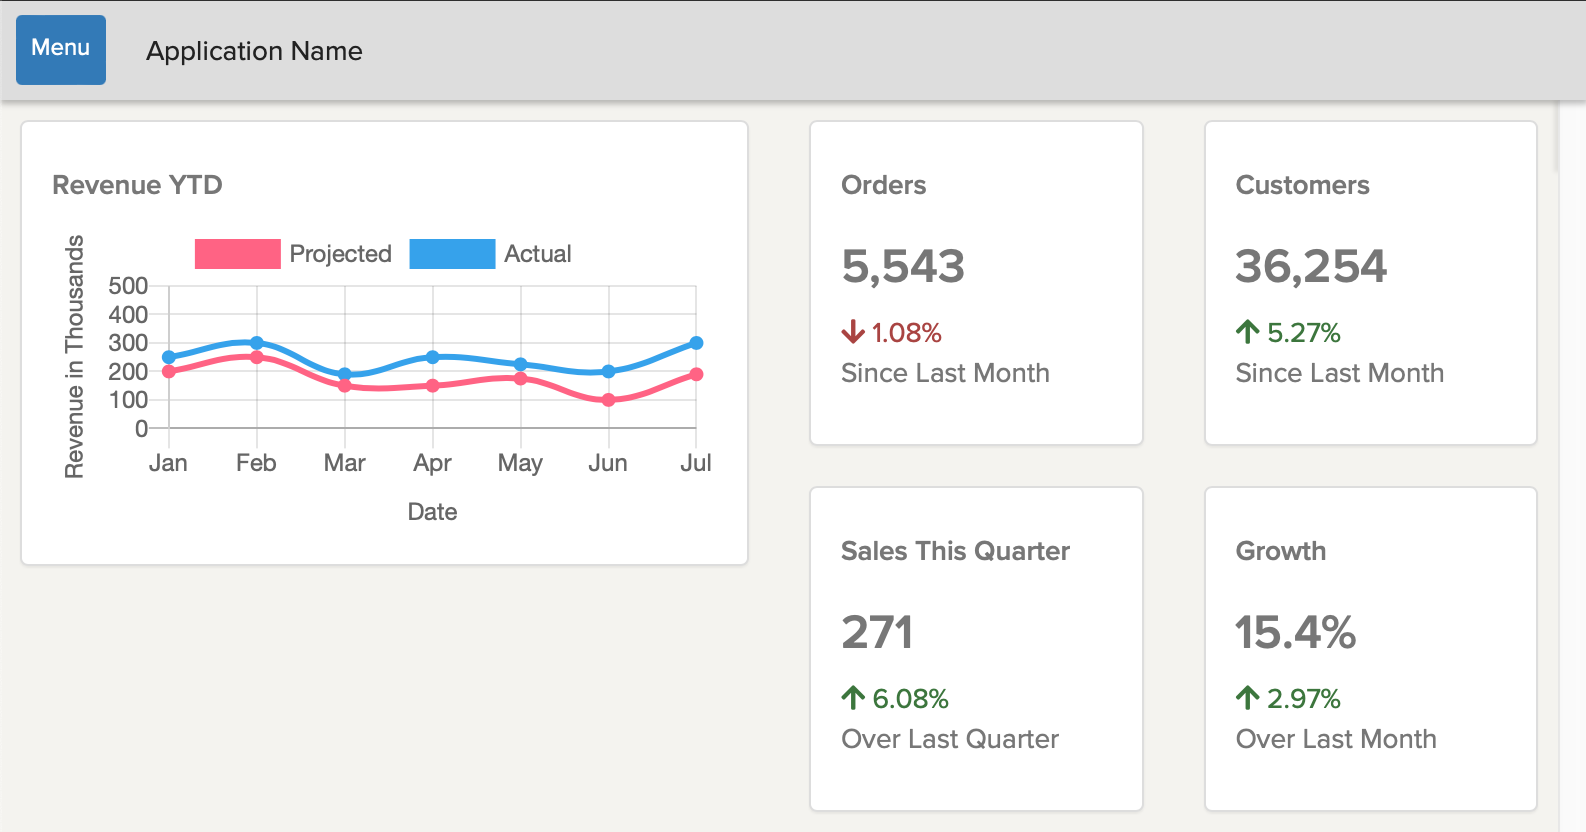 Menu
Application Name
Revenue YTD
Projected
Actual
Revenue in Thousands
500
400
300
200
100
0
Jan Feb Mar Apr May Jun Jul
Date
Orders
5,543
1.08%
Since Last Month
Customers
36,254
5.27%
Since Last Month
Sales This Quarter
271
6.08%
Over Last Quarter
Growth
15.4%
2.97%
Over Last Month